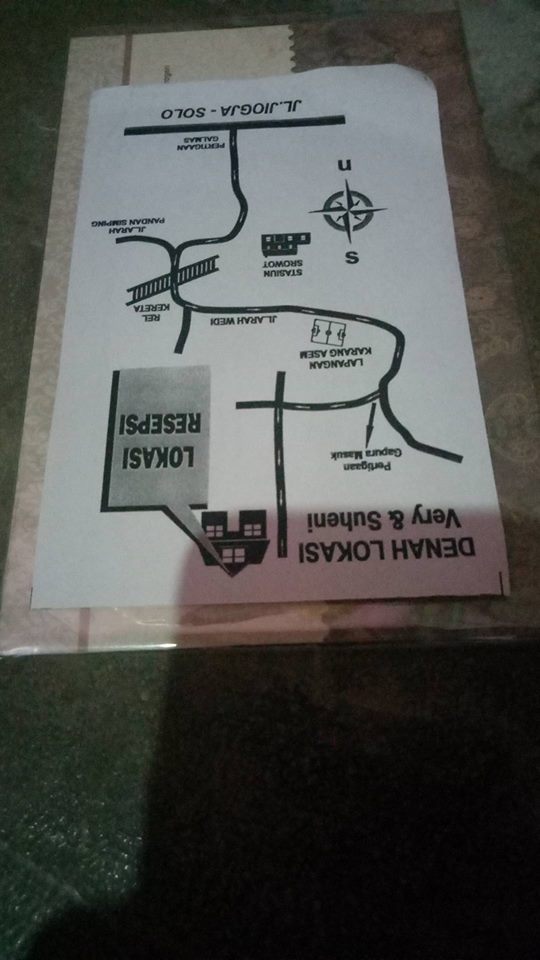 DENAH LOKASI
Very & Suheni
LOKASI
RESEPSI
Pertigaan
Gapura Masuk
LAPANGAN
KARANG ASEM
JL.ARAH WEDI
REL
KERETA
STASIUN
SROWOT
JL.ARAH
PANDAN SIMPING
S
n
PERTIGAAN
GALMAS
JL.JIOGJA - SOLO